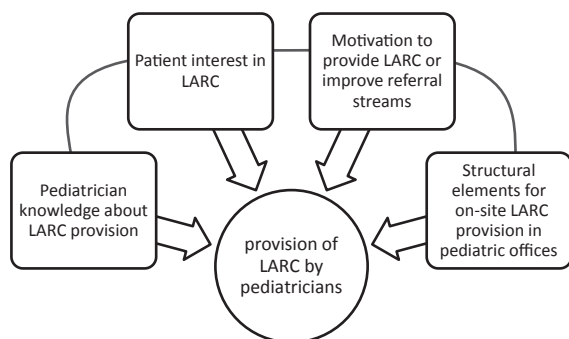 Patient interest in
LARC
Motivation to
provide LARC or
improve referral
streams
Pediatrician
knowledge about
LARC provision
Structural
elements for
on-site LARC
provision in
pediatric offices
provision of
LARC by
pediatricians